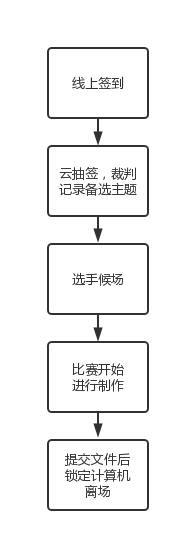 线上签到
云抽签，裁判
记录备选主题
选手候场
比赛开始
进行制作
提交文件后
锁定计算机
离场